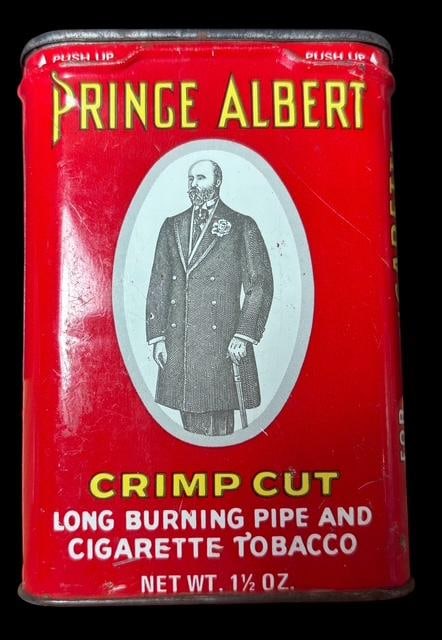 PUSH UP PUSH UP
PRINCE ALBERT
CRIMP CUT
LONG BURNING PIPE AND
CIGARETTE TOBACCO
NET WT. 1½ OZ.
FOR